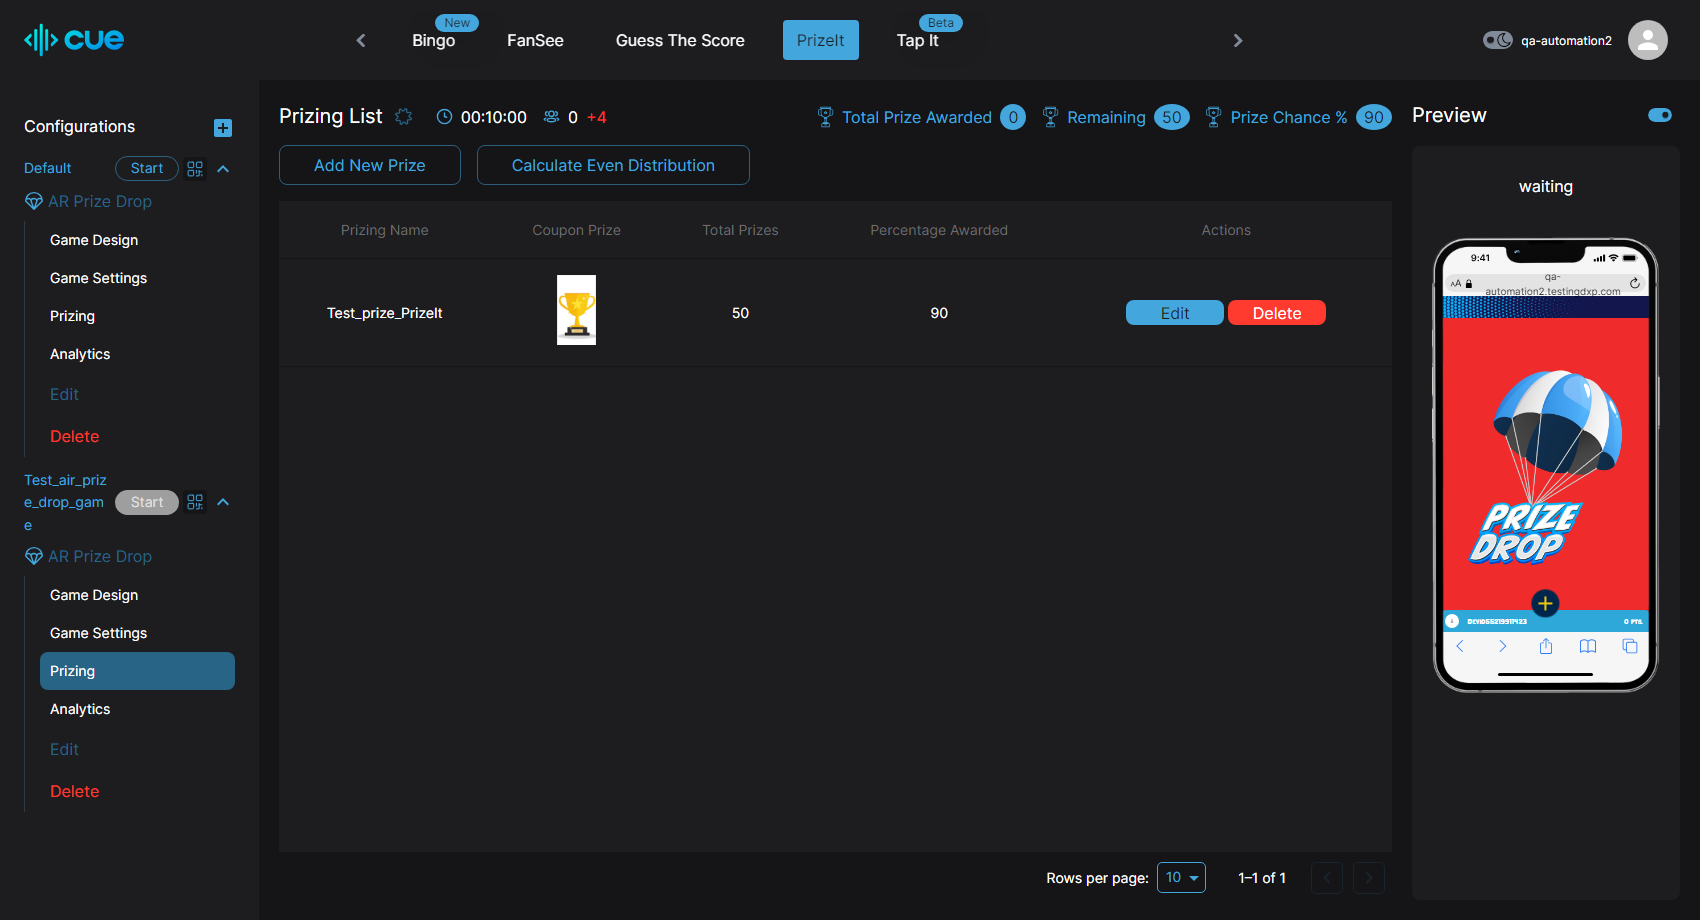 cue
New
Bingo
FanSee
Guess The Score
PrizeIt
Beta
Tap It
qa-automation2
Configurations
Default
Start
AR Prize Drop
Game Design
Game Settings
Prizing
Analytics
Edit
Delete
Test_air_priz
e_drop_gam
e
Start
AR Prize Drop
Game Design
Game Settings
Prizing
Analytics
Edit
Delete
Prizing List
00:10:00
0 +4
Total Prize Awarded 0
Remaining 50
Prize Chance % 90
Add New Prize
Calculate Even Distribution
Prizing Name
Coupon Prize
Total Prizes
Percentage Awarded
Actions
Test_prize_PrizeIt
50
90
Edit
Delete
Rows per page:
10
1–1 of 1
Preview
waiting
9:41
AA
qa-
automation2.testingdxp.com
PRIZE
DROP
0 PTS.